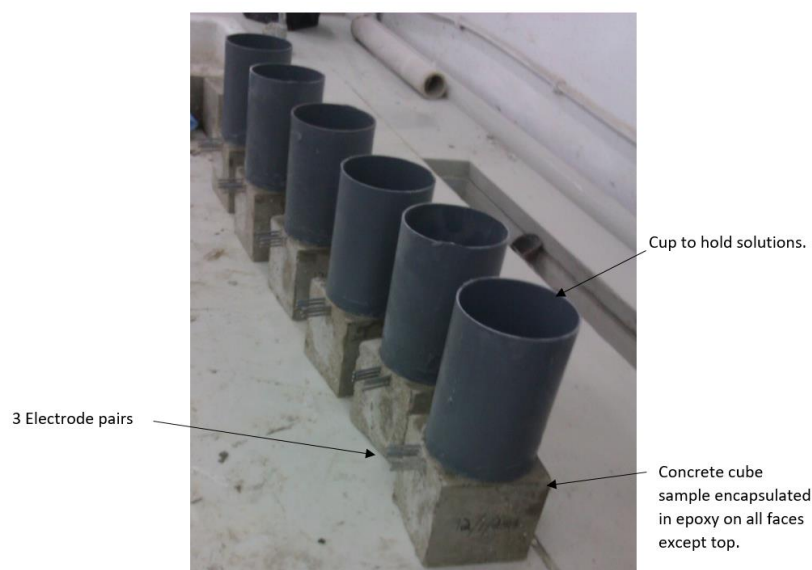 Cup to hold solutions.
3 Electrode pairs
Concrete cube
sample encapsulated
in epoxy on all faces
except top.